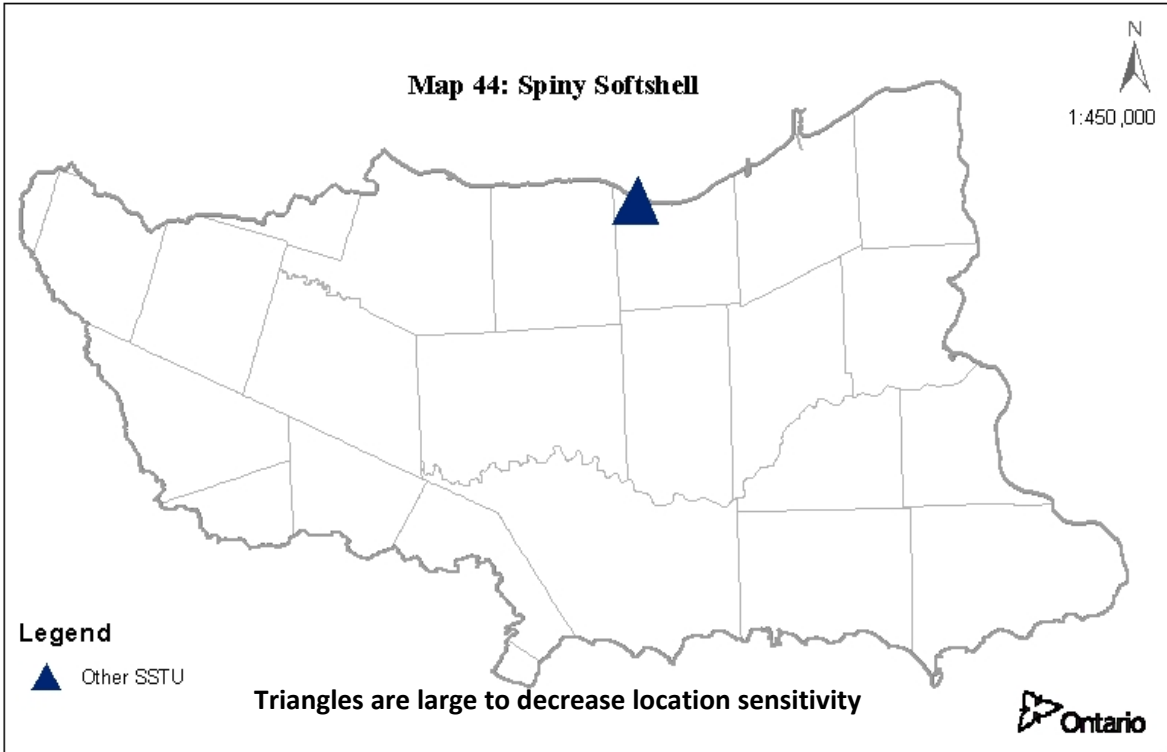 N
Map 44: Spiny Softshell
1:450,000
Legend
Other SSTU
Triangles are large to decrease location sensitivity
Ontario